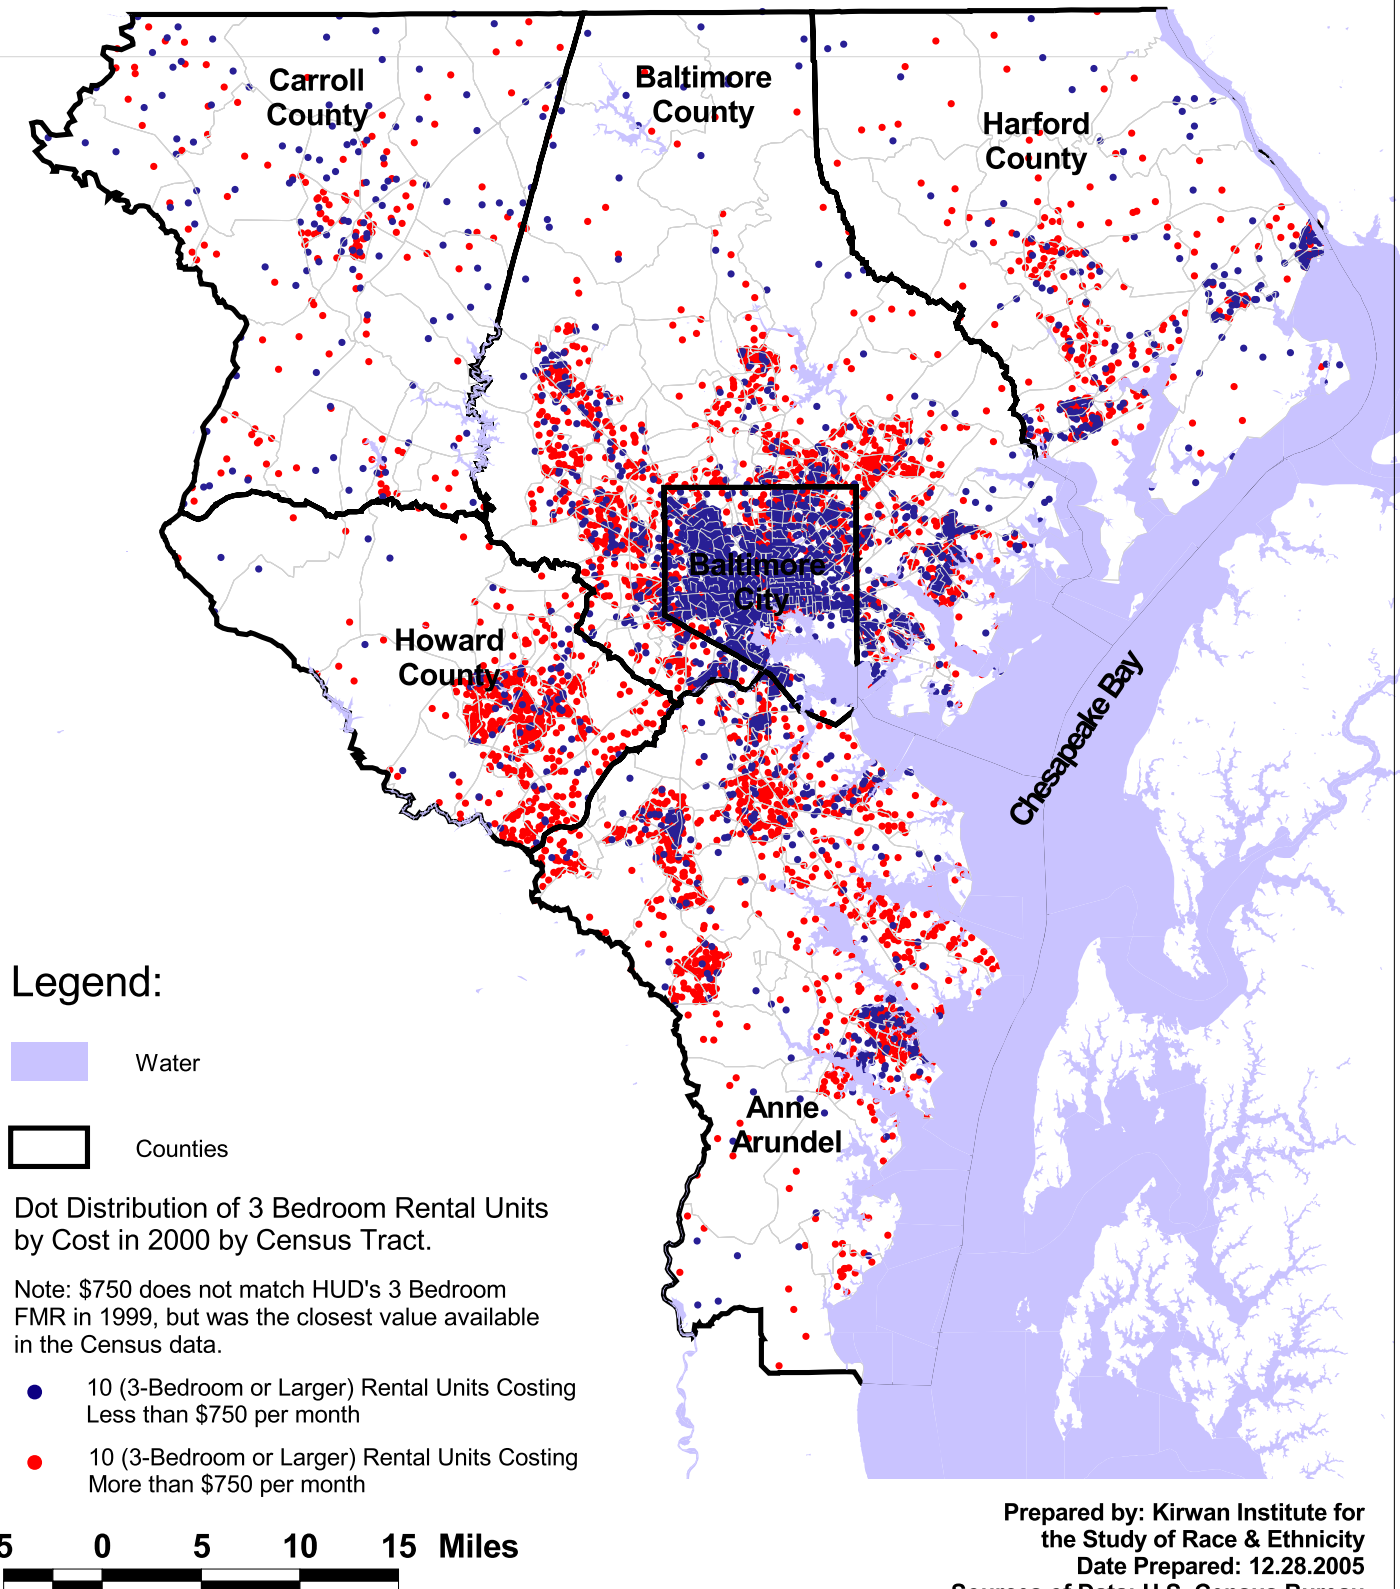 Carroll
County
Baltimore
County
Harford
County
Baltimore
City
Howard
County
Chesapeake Bay
Anne
Arundel
Legend:
Water
Counties
Dot Distribution of 3 Bedroom Rental Units
by Cost in 2000 by Census Tract.
Note: $750 does not match HUD's 3 Bedroom
FMR in 1999, but was the closest value available
in the Census data.
10 (3-Bedroom or Larger) Rental Units Costing
Less than $750 per month
10 (3-Bedroom or Larger) Rental Units Costing
More than $750 per month
5 0 5 10 15 Miles
Prepared by: Kirwan Institute for
the Study of Race & Ethnicity
Date Prepared: 12.28.2005
Sources of Data: U.S. Census Bureau